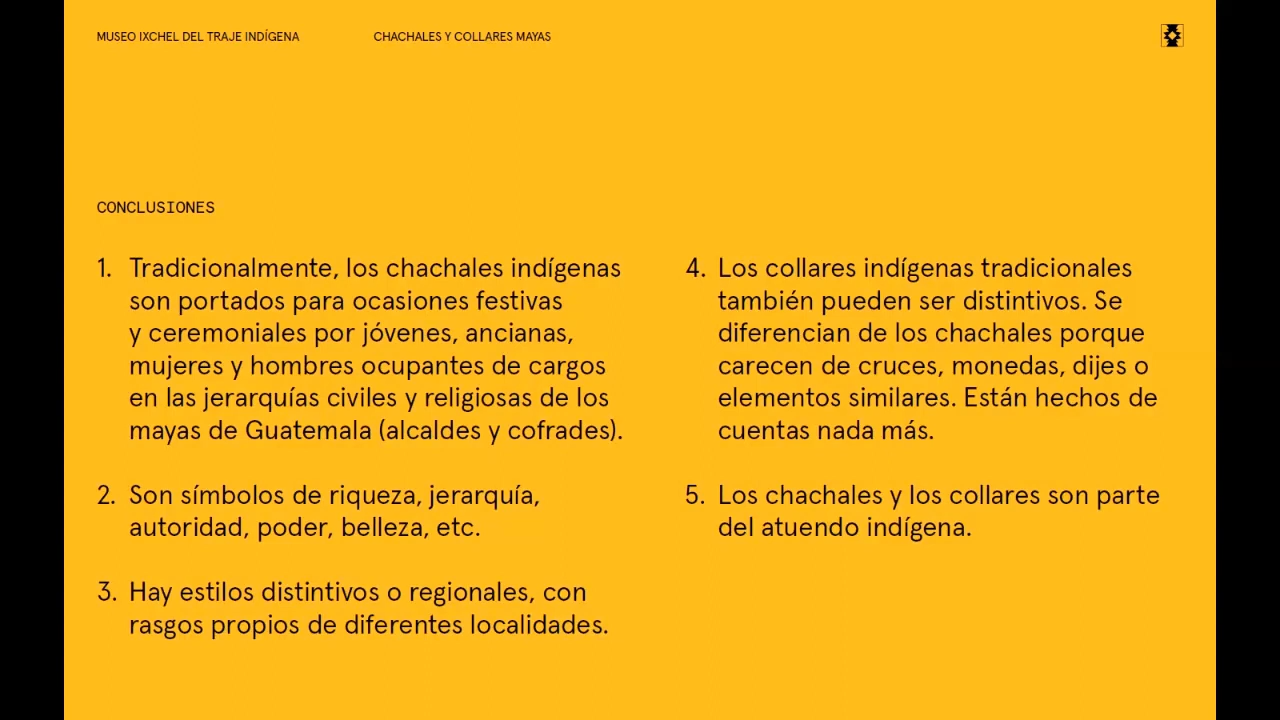 MUSEO IXCHEL DEL TRAJE INDÍGENA
CHACHALES Y COLLARES MAYAS
CONCLUSIONES
1. Tradicionalmente, los chachales indígenas
son portados para ocasiones festivas
y ceremoniales por jóvenes, ancianas,
mujeres y hombres ocupantes de cargos
en las jerarquías civiles y religiosas de los
mayas de Guatemala (alcaldes y cofrades).
2. Son símbolos de riqueza, jerarquía,
autoridad, poder, belleza, etc.
3. Hay estilos distintivos o regionales, con
rasgos propios de diferentes localidades.
4. Los collares indígenas tradicionales
también pueden ser distintivos. Se
diferencian de los chachales porque
carecen de cruces, monedas, dijes o
elementos similares. Están hechos de
cuentas nada más.
5. Los chachales y los collares son parte
del atuendo indígena.